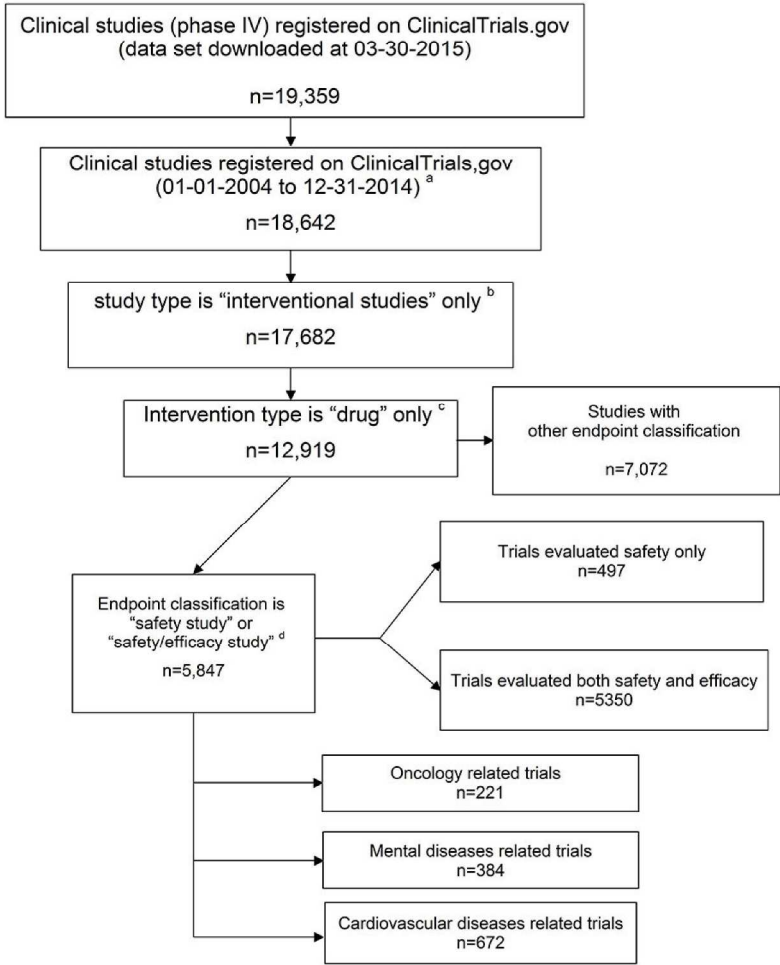 Clinical studies (phase IV) registered on ClinicalTrials.gov
(data set downloaded at 03-30-2015)
n=19,359
Clinical studies registered on ClinicalTrials,gov
(01-01-2004 to 12-31-2014) a
n=18,642
study type is “interventional studies” only b
n=17,682
Intervention type is “drug” only c
n=12,919
Studies with
other endpoint classification
n=7,072
Trials evaluated safety only
n=497
Endpoint classification is
“safety study” or
“safety/efficacy study” d
n=5,847
Trials evaluated both safety and efficacy
n=5350
Oncology related trials
n=221
Mental diseases related trials
n=384
Cardiovascular diseases related trials
n=672